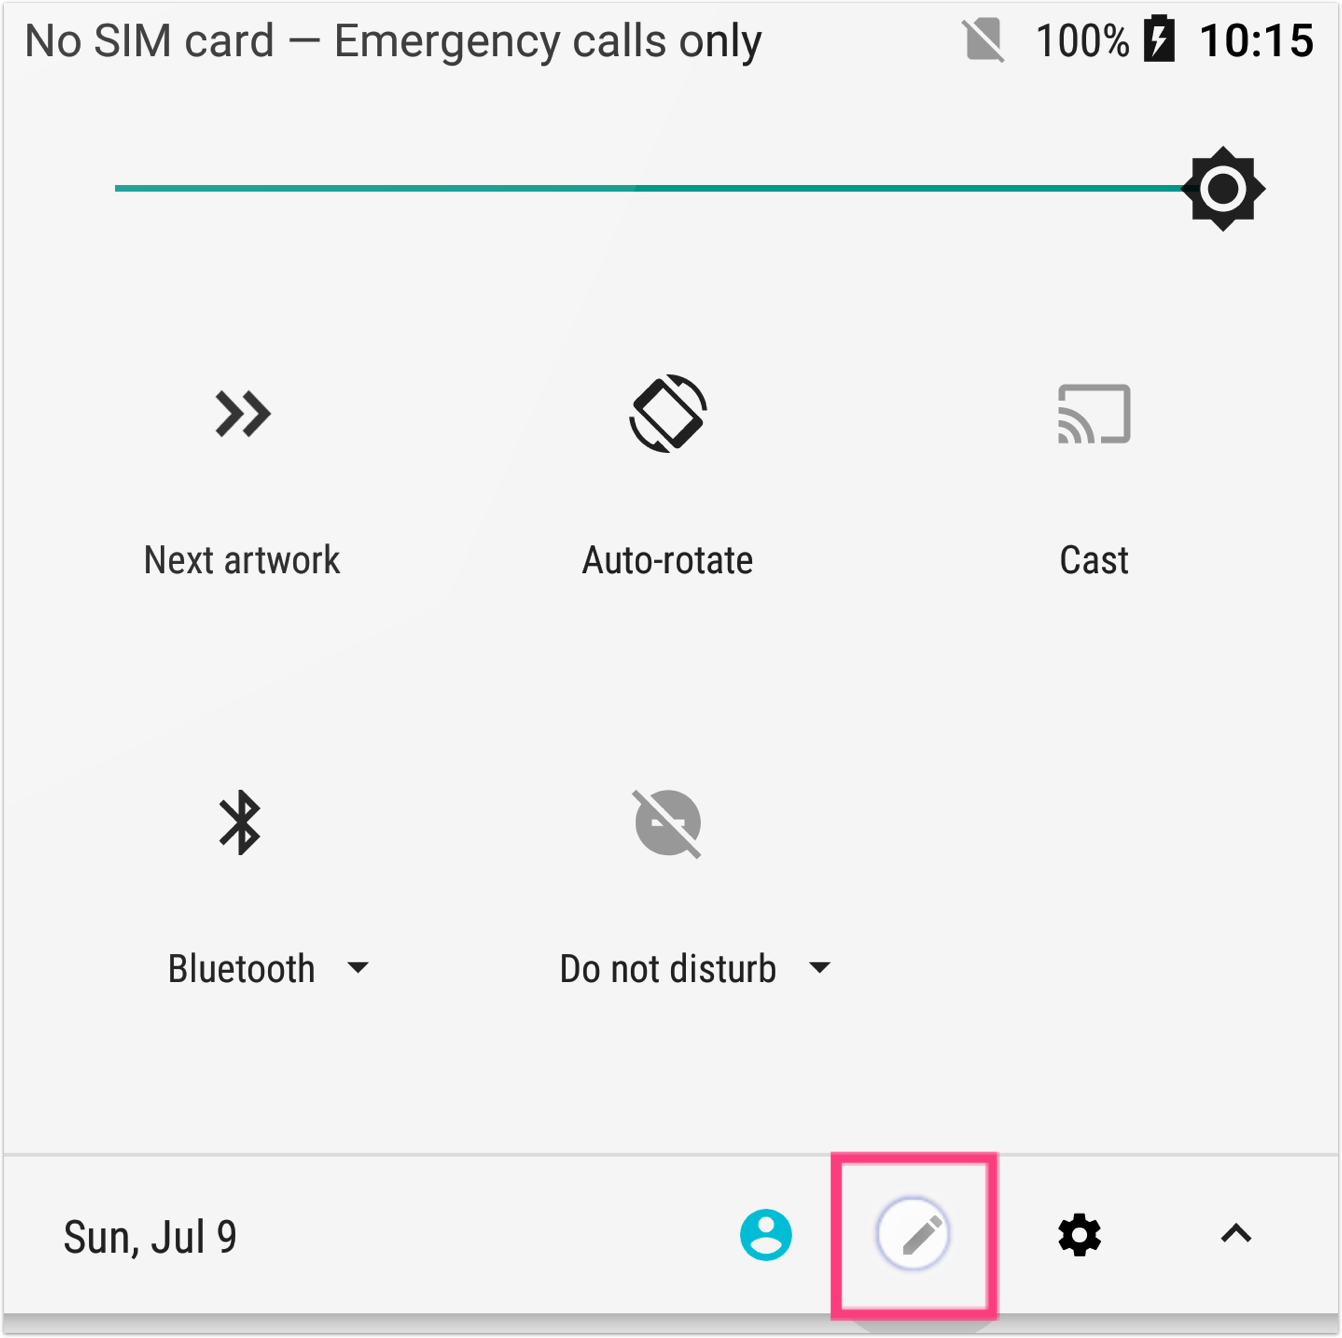 No SIM card — Emergency calls only 100% 10:15
Next artwork Auto-rotate Cast
Bluetooth Do not disturb
Sun, Jul 9